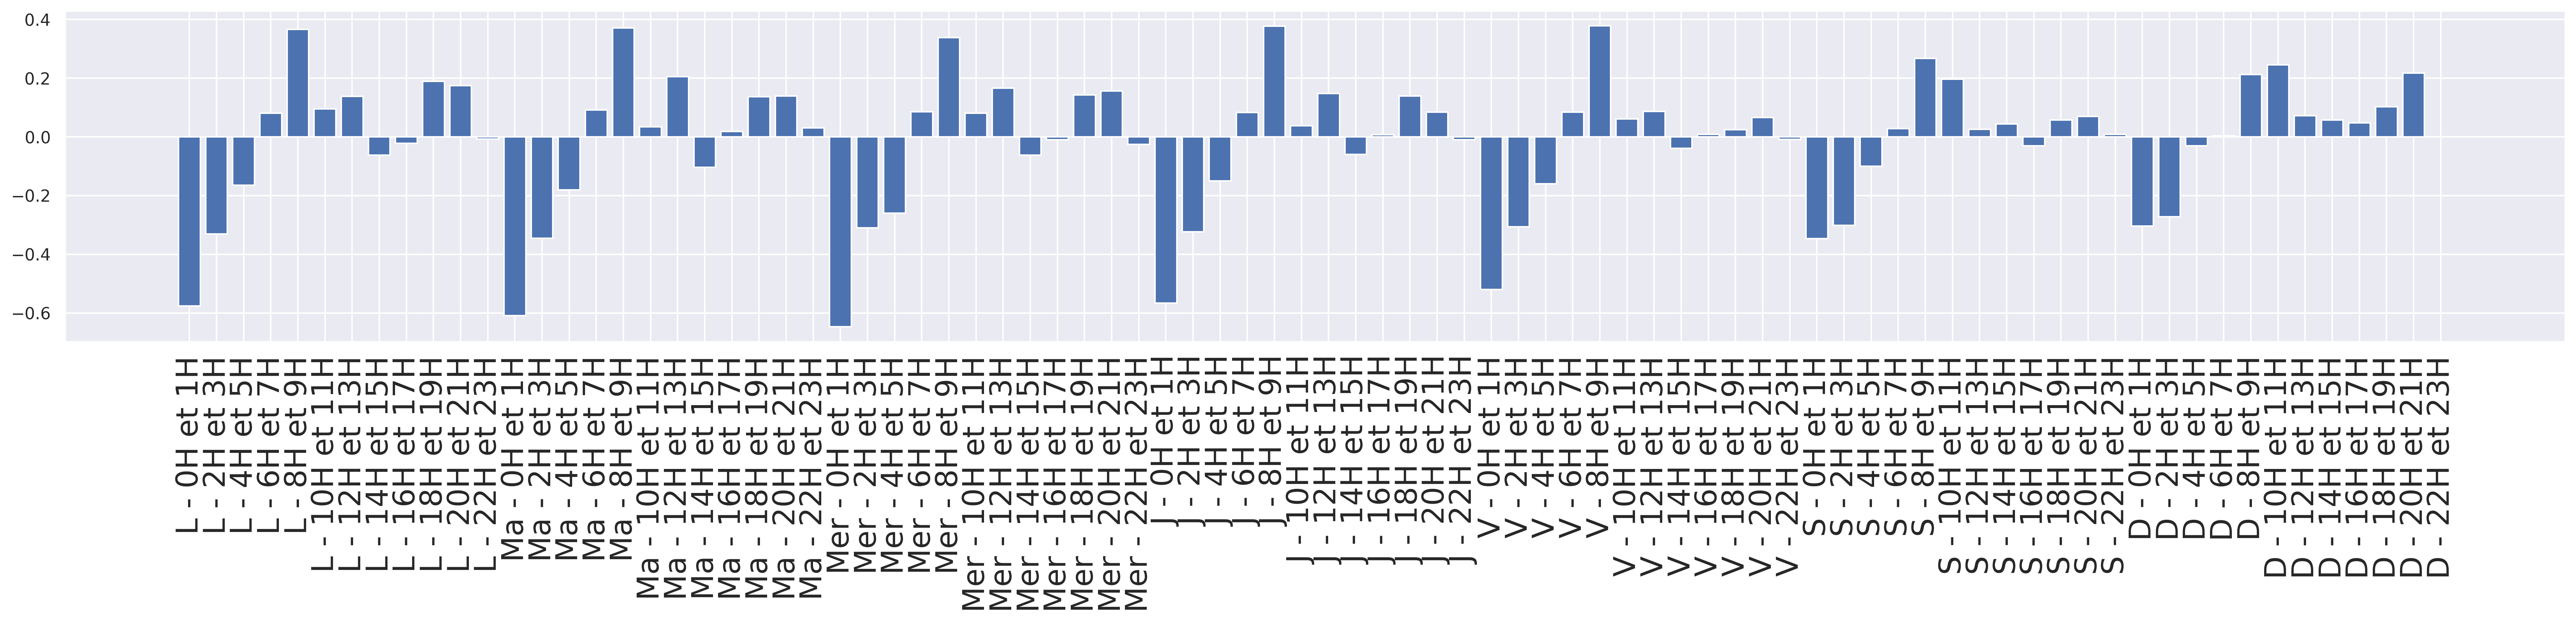 0.4
0.2
0.0
−0.2
−0.4
−0.6
L - 0H et 1H
L - 2H et 3H
L - 4H et 5H
L - 6H et 7H
L - 8H et 9H
L - 10H et 11H
L - 12H et 13H
L - 14H et 15H
L - 16H et 17H
L - 18H et 19H
L - 20H et 21H
L - 22H et 23H
Ma - 0H et 1H
Ma - 2H et 3H
Ma - 4H et 5H
Ma - 6H et 7H
Ma - 8H et 9H
Ma - 10H et 11H
Ma - 12H et 13H
Ma - 14H et 15H
Ma - 16H et 17H
Ma - 18H et 19H
Ma - 20H et 21H
Ma - 22H et 23H
Mer - 0H et 1H
Mer - 2H et 3H
Mer - 4H et 5H
Mer - 6H et 7H
Mer - 8H et 9H
Mer - 10H et 11H
Mer - 12H et 13H
Mer - 14H et 15H
Mer - 16H et 17H
Mer - 18H et 19H
Mer - 20H et 21H
Mer - 22H et 23H
J - 0H et 1H
J - 2H et 3H
J - 4H et 5H
J - 6H et 7H
J - 8H et 9H
J - 10H et 11H
J - 12H et 13H
J - 14H et 15H
J - 16H et 17H
J - 18H et 19H
J - 20H et 21H
J - 22H et 23H
V - 0H et 1H
V - 2H et 3H
V - 4H et 5H
V - 6H et 7H
V - 8H et 9H
V - 10H et 11H
V - 12H et 13H
V - 14H et 15H
V - 16H et 17H
V - 18H et 19H
V - 20H et 21H
V - 22H et 23H
S - 0H et 1H
S - 2H et 3H
S - 4H et 5H
S - 6H et 7H
S - 8H et 9H
S - 10H et 11H
S - 12H et 13H
S - 14H et 15H
S - 16H et 17H
S - 18H et 19H
S - 20H et 21H
S - 22H et 23H
D - 0H et 1H
D - 2H et 3H
D - 4H et 5H
D - 6H et 7H
D - 8H et 9H
D - 10H et 11H
D - 12H et 13H
D - 14H et 15H
D - 16H et 17H
D - 18H et 19H
D - 20H et 21H
D - 22H et 23H